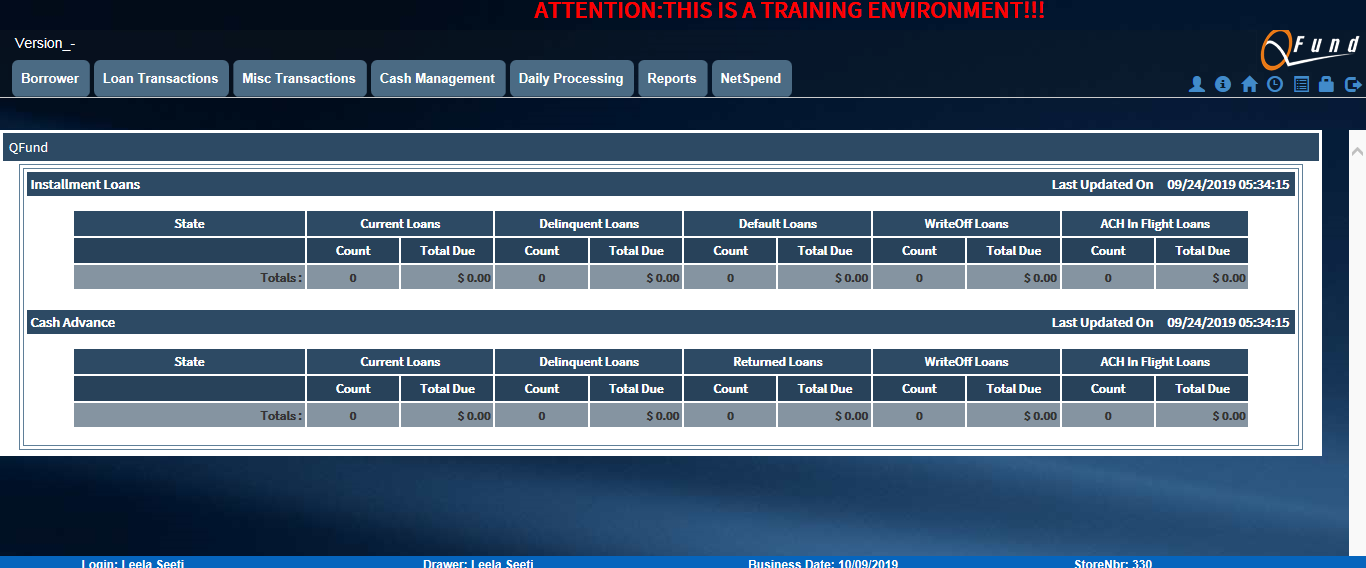 ATTENTION:THIS IS A TRAINING ENVIRONMENT!!!
Version_-
QFund
Borrower Loan Transactions Misc Transactions Cash Management Daily Processing Reports NetSpend
QFund
Installment Loans Last Updated On 09/24/2019 05:34:15
State Current Loans Delinquent Loans Default Loans WriteOff Loans ACH In Flight Loans
Count Total Due Count Total Due Count Total Due Count Total Due Count Total Due
Totals : 0 $ 0.00 0 $ 0.00 0 $ 0.00 0 $ 0.00 0 $ 0.00
Cash Advance Last Updated On 09/24/2019 05:34:15
State Current Loans Delinquent Loans Returned Loans WriteOff Loans ACH In Flight Loans
Count Total Due Count Total Due Count Total Due Count Total Due Count Total Due
Totals : 0 $ 0.00 0 $ 0.00 0 $ 0.00 0 $ 0.00 0 $ 0.00
Login: Leela Seeti Drawer: Leela Seeti Business Date: 10/09/2019 StoreNbr: 330